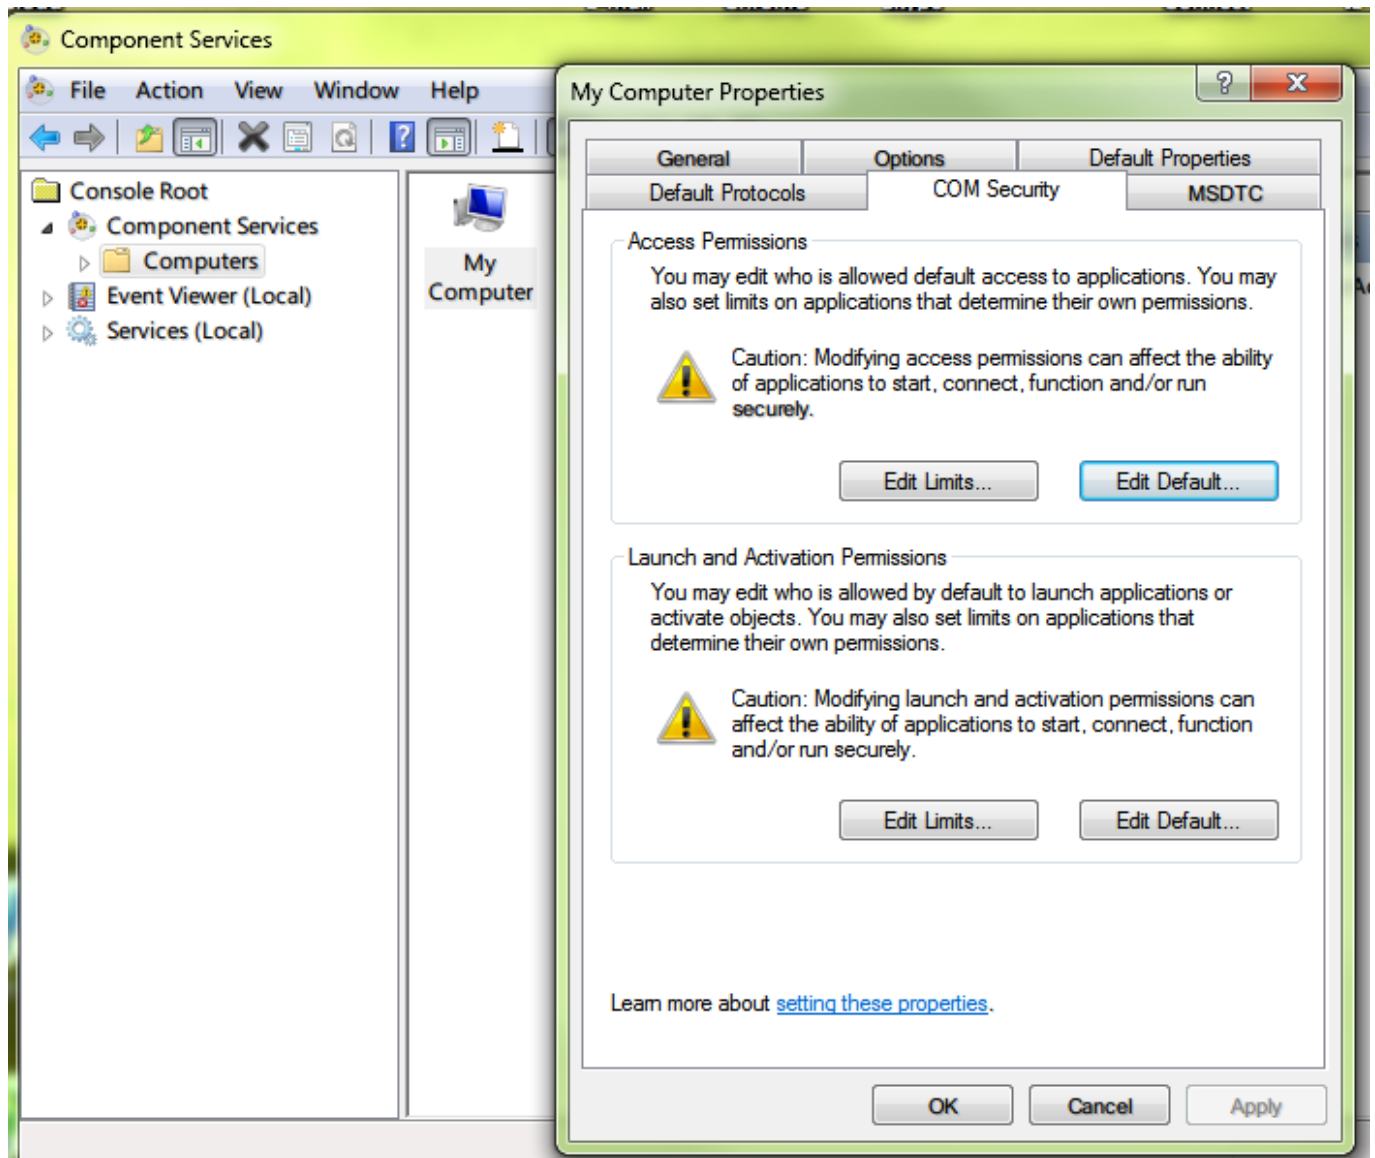 Component Services
File Action View Window Help
Console Root
Component Services
Computers
Event Viewer (Local)
Services (Local)
My
Computer
My Computer Properties
General Options Default Properties
Default Protocols COM Security MSDTC
Access Permissions
You may edit who is allowed default access to applications. You may
also set limits on applications that determine their own permissions.
Caution: Modifying access permissions can affect the ability
of applications to start, connect, function and/or run
securely.
Edit Limits... Edit Default...
Launch and Activation Permissions
You may edit who is allowed by default to launch applications or
activate objects. You may also set limits on applications that
determine their own permissions.
Caution: Modifying launch and activation permissions can
affect the ability of applications to start, connect, function
and/or run securely.
Edit Limits... Edit Default...
Learn more about setting these properties.
OK Cancel Apply